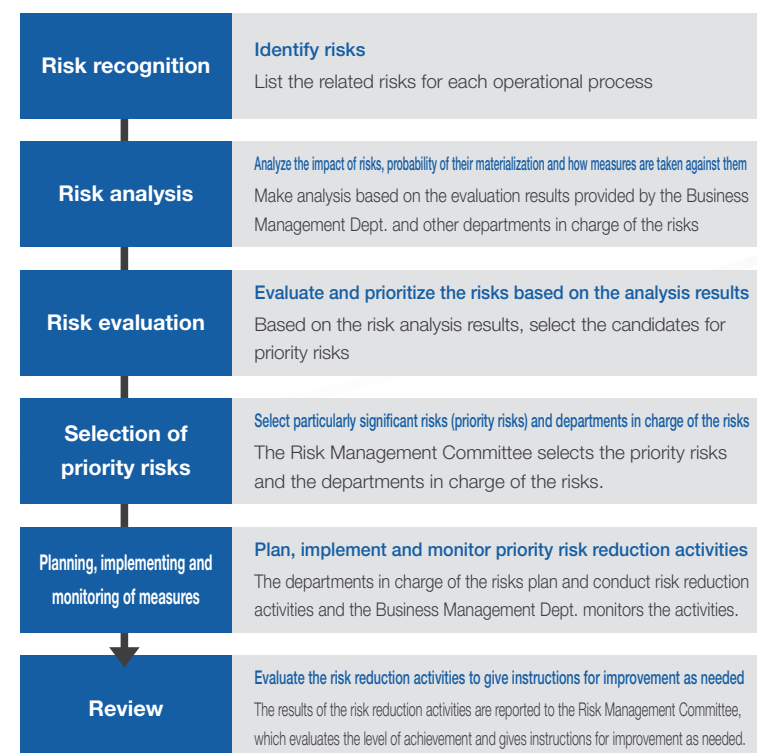 Risk recognition
Identify risks
List the related risks for each operational process
Risk analysis
Analyze the impact of risks, probability of their materialization and how measures are taken against them
Make analysis based on the evaluation results provided by the Business
Management Dept. and other departments in charge of the risks
Risk evaluation
Evaluate and prioritize the risks based on the analysis results
Based on the risk analysis results, select the candidates for
priority risks
Selection of
priority risks
Select particularly significant risks (priority risks) and departments in charge of the risks
The Risk Management Committee selects the priority risks
and the departments in charge of the risks.
Planning, implementing and
monitoring of measures
Plan, implement and monitor priority risk reduction activities
The departments in charge of the risks plan and conduct risk reduction
activities and the Business Management Dept. monitors the activities.
Review
Evaluate the risk reduction activities to give instructions for improvement as needed
The results of the risk reduction activities are reported to the Risk Management Committee,
which evaluates the level of achievement and gives instructions for improvement as needed.